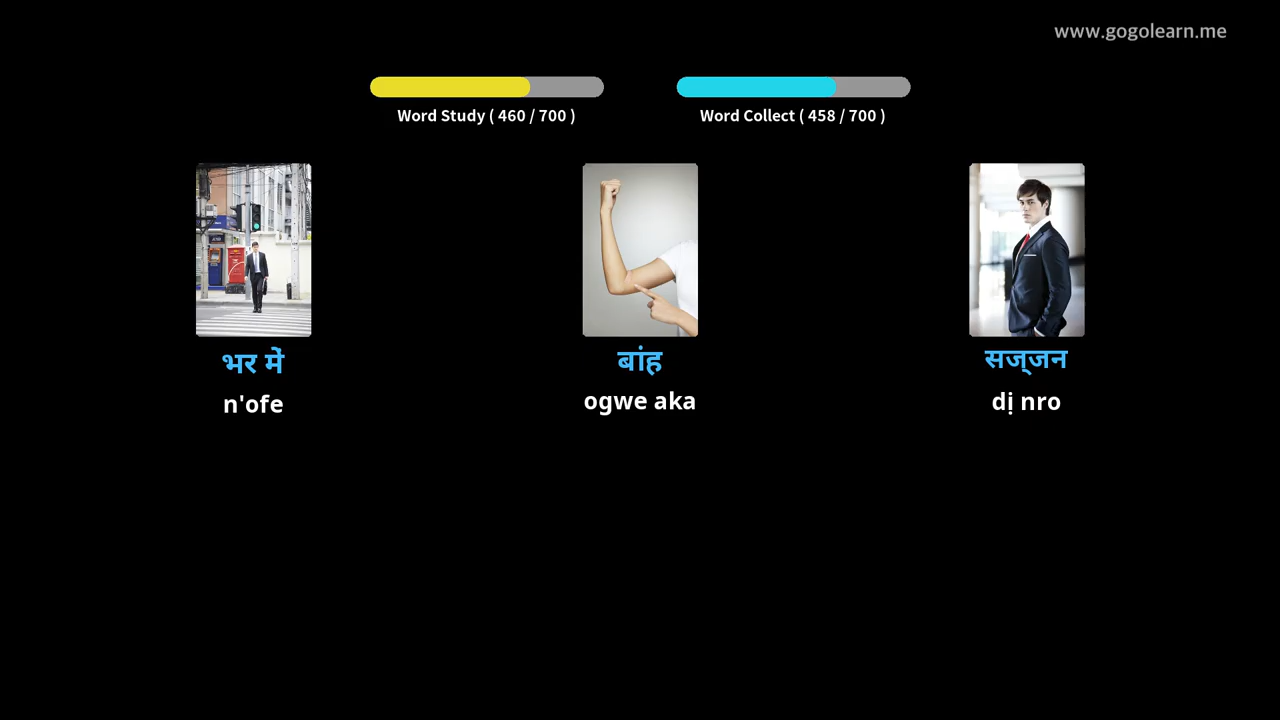 www.gogolearn.me
Word Study ( 460 / 700 )
Word Collect ( 458 / 700 )
भर में
बांह
सज्जन
n'ofe
ogwe aka
dị nro